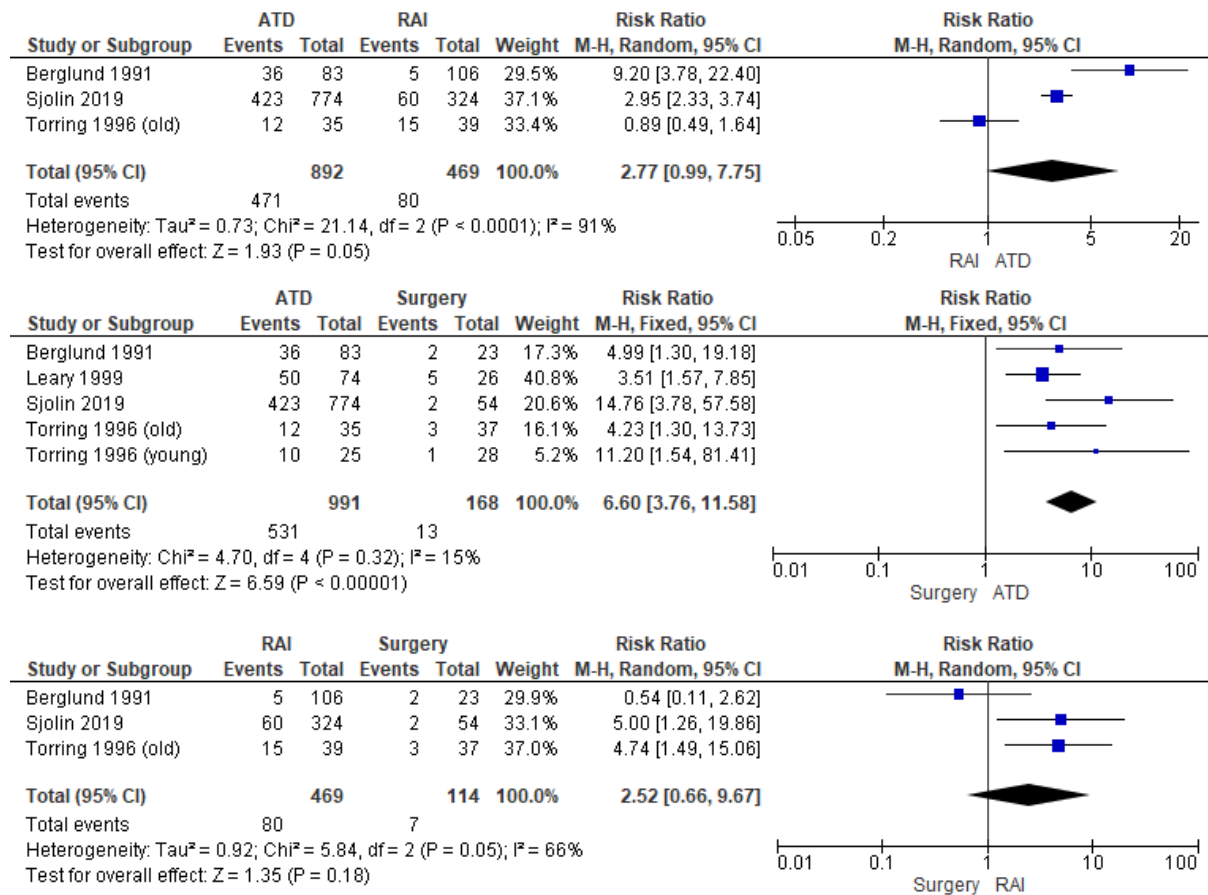 ATD RAI Risk Ratio Risk Ratio
Study or Subgroup Events Total Events Total Weight M-H, Random, 95% CI M-H, Random, 95% CI
Berglund 1991 36 83 5 106 29.5% 9.20 [3.78, 22.40]
Sjolin 2019 423 774 60 324 37.1% 2.95 [2.33, 3.74]
Torring 1996 (old) 12 35 15 39 33.4% 0.89 [0.49, 1.64]
Total (95% CI) 892 469 100.0% 2.77 [0.99, 7.75]
Total events 471 80
Heterogeneity: Tau² = 0.73; Chi² = 21.14, df = 2 (P < 0.0001); I² = 91%
Test for overall effect: Z = 1.93 (P = 0.05)
0.05 0.2 1 5 20
RAI ATD
ATD Surgery Risk Ratio Risk Ratio
Study or Subgroup Events Total Events Total Weight M-H, Fixed, 95% CI M-H, Fixed, 95% CI
Berglund 1991 36 83 2 23 17.3% 4.99 [1.30, 19.18]
Leary 1999 50 74 5 26 40.8% 3.51 [1.57, 7.85]
Sjolin 2019 423 774 2 54 20.6% 14.76 [3.78, 57.58]
Torring 1996 (old) 12 35 3 37 16.1% 4.23 [1.30, 13.73]
Torring 1996 (young) 10 25 1 28 5.2% 11.20 [1.54, 81.41]
Total (95% CI) 991 168 100.0% 6.60 [3.76, 11.58]
Total events 531 13
Heterogeneity: Chi² = 4.70, df = 4 (P = 0.32); I² = 15%
Test for overall effect: Z = 6.59 (P < 0.00001)
0.01 0.1 1 10 100
Surgery ATD
RAI Surgery Risk Ratio Risk Ratio
Study or Subgroup Events Total Events Total Weight M-H, Random, 95% CI M-H, Random, 95% CI
Berglund 1991 5 106 2 23 29.9% 0.54 [0.11, 2.62]
Sjolin 2019 60 324 2 54 33.1% 5.00 [1.26, 19.86]
Torring 1996 (old) 15 39 3 37 37.0% 4.74 [1.49, 15.06]
Total (95% CI) 469 114 100.0% 2.52 [0.66, 9.67]
Total events 80 7
Heterogeneity: Tau² = 0.92; Chi² = 5.84, df = 2 (P = 0.05); I² = 66%
Test for overall effect: Z = 1.35 (P = 0.18)
0.01 0.1 1 10 100
Surgery RAI